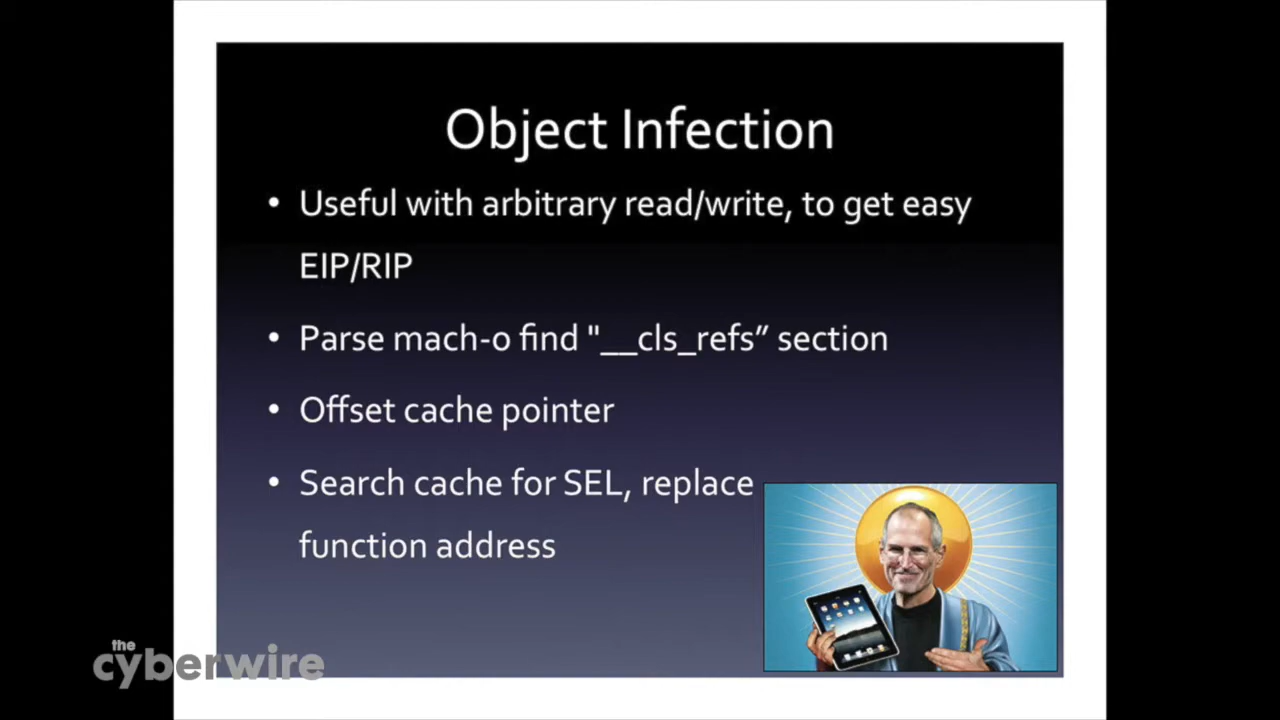 Object Infection
• Useful with arbitrary read/write, to get easy
EIP/RIP
• Parse mach-o find "__cls_refs” section
• Offset cache pointer
• Search cache for SEL, replace
function address
the
cyberwire